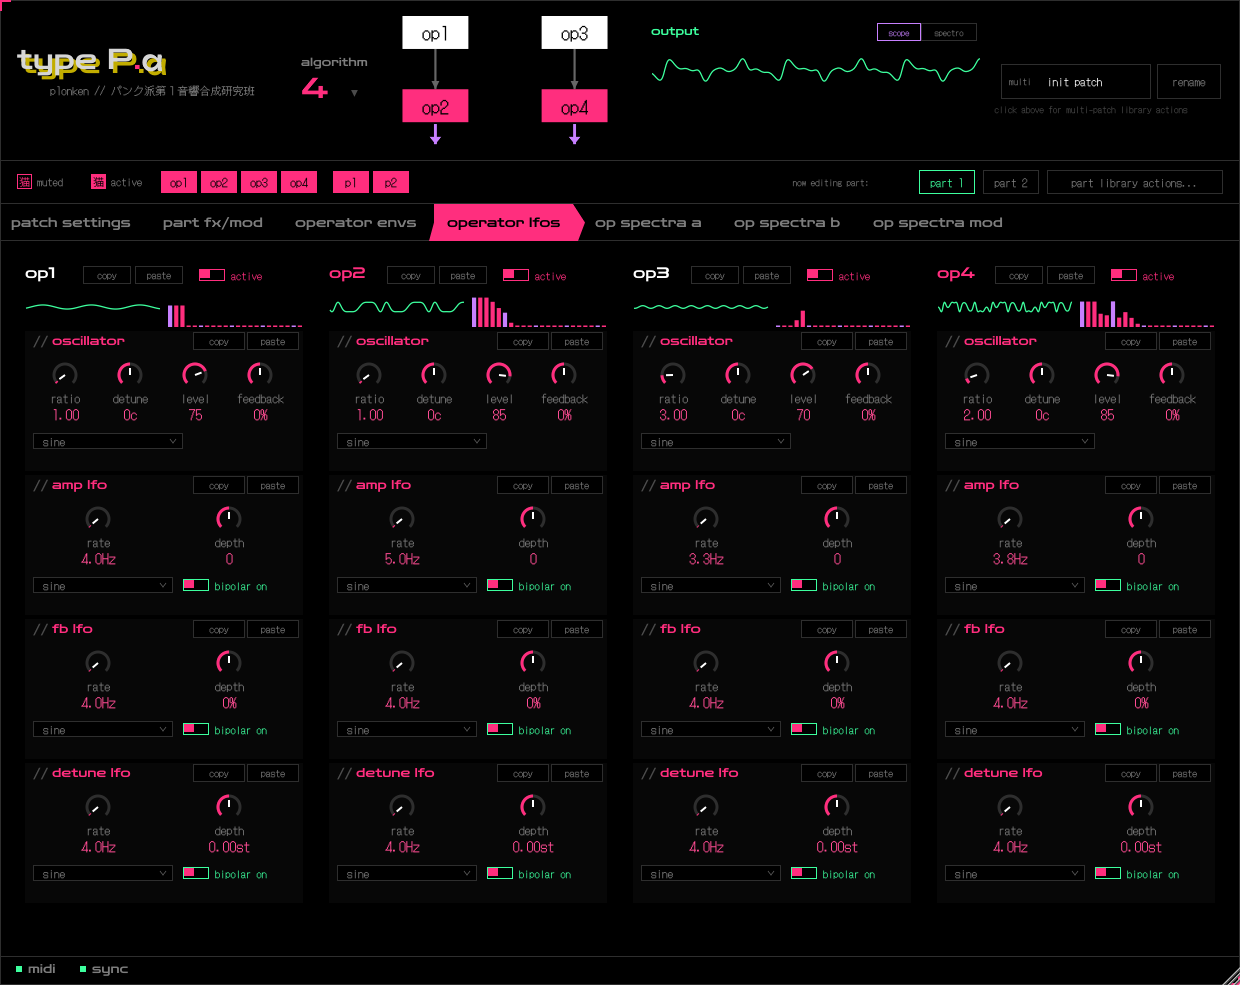 type P.a
plonken // パンク派第1音響合成研究班
algorithm
4
op1 op3
op2 op4
output
scope spectro
multi init patch rename
click above for multi-patch library actions
猫 muted 猫 active op1 op2 op3 op4 p1 p2
now editing part: part 1 part 2 part library actions...
patch settings part fx/mod operator envs operator lfos op spectra a op spectra b op spectra mod
op1 copy paste active op2 copy paste active op3 copy paste active op4 copy paste active
// oscillator copy paste // oscillator copy paste // oscillator copy paste // oscillator copy paste
ratio detune level feedback ratio detune level feedback ratio detune level feedback ratio detune level feedback
1.00 0c 75 0% 1.00 0c 85 0% 3.00 0c 70 0% 2.00 0c 85 0%
sine sine sine sine
// amp lfo copy paste // amp lfo copy paste // amp lfo copy paste // amp lfo copy paste
rate depth rate depth rate depth rate depth
4.0Hz 0 5.0Hz 0 3.3Hz 0 3.8Hz 0
sine bipolar on sine bipolar on sine bipolar on sine bipolar on
// fb lfo copy paste // fb lfo copy paste // fb lfo copy paste // fb lfo copy paste
rate depth rate depth rate depth rate depth
4.0Hz 0% 4.0Hz 0% 4.0Hz 0% 4.0Hz 0%
sine bipolar on sine bipolar on sine bipolar on sine bipolar on
// detune lfo copy paste // detune lfo copy paste // detune lfo copy paste // detune lfo copy paste
rate depth rate depth rate depth rate depth
4.0Hz 0.00st 4.0Hz 0.00st 4.0Hz 0.00st 4.0Hz 0.00st
sine bipolar on sine bipolar on sine bipolar on sine bipolar on
midi sync